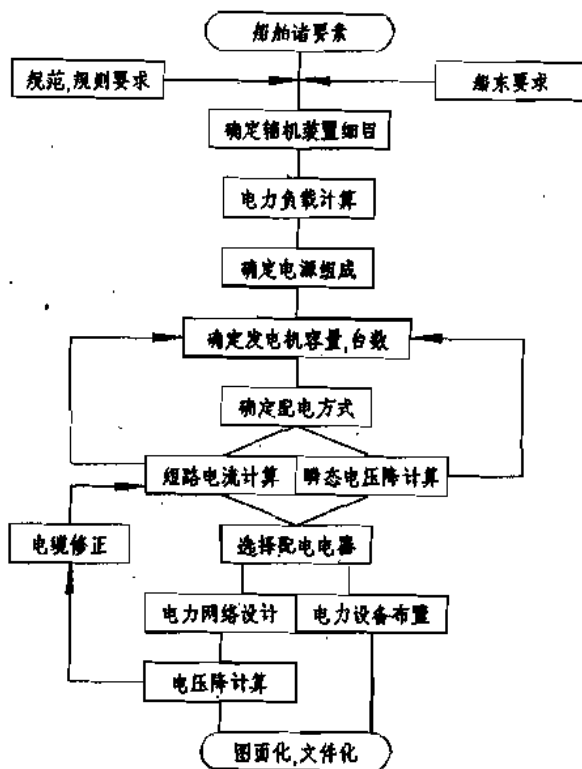 船舶诸要素
规范,规则要求
船东要求
确定辅机装置细目
电力负载计算
确定电源组成
确定发电机容量,台数
确定配电方式
短路电流计算
瞬态电压降计算
电缆修正
选择配电电器
电力网络设计
电力设备布置
电压降计算
图面化,文件化